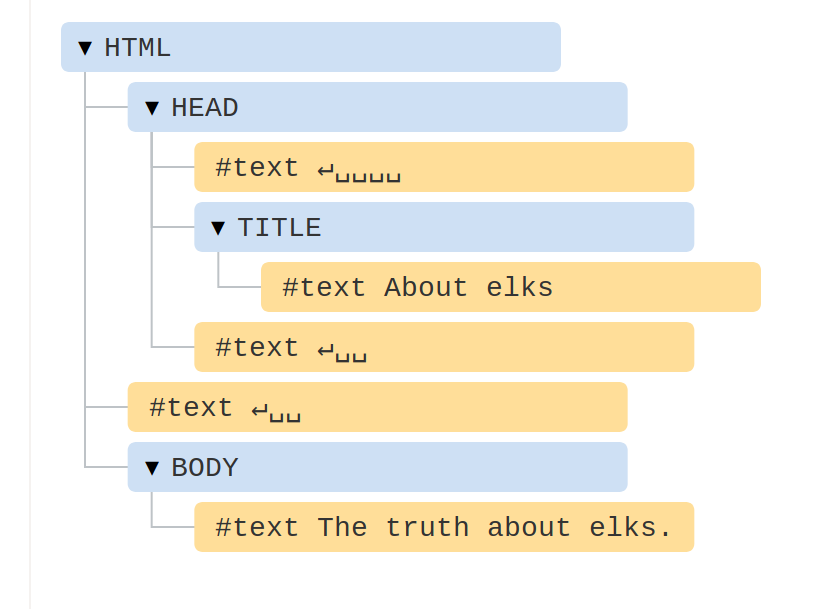 ▼ HTML
▼ HEAD
#text ↵␣␣␣␣
▼ TITLE
#text About elks
#text ↵␣␣
#text ↵␣␣
▼ BODY
#text The truth about elks.